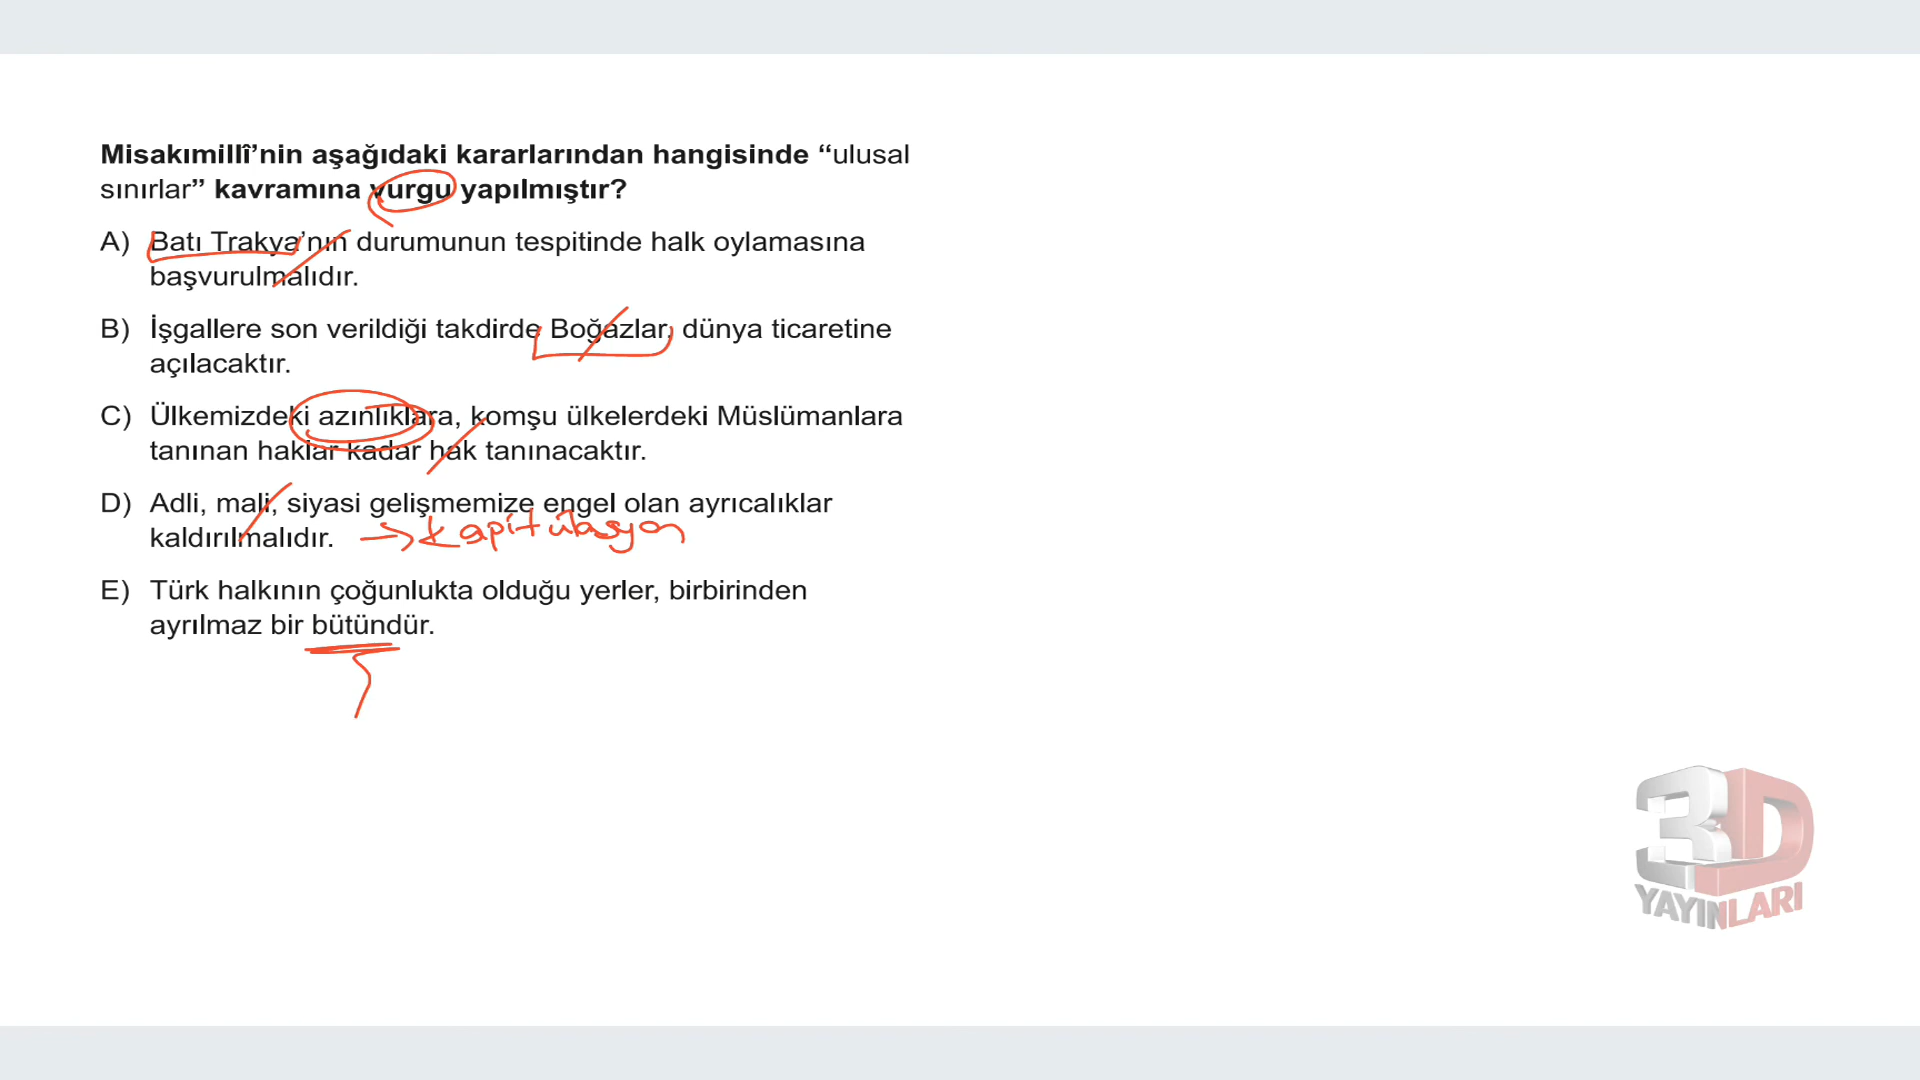 Misakımillî’nin aşağıdaki kararlarından hangisinde “ulusal
sınırlar” kavramına vurgu yapılmıştır?
A) Batı Trakya’nın durumunun tespitinde halk oylamasına
başvurulmalıdır.
B) İşgallere son verildiği takdirde Boğazlar, dünya ticaretine
açılacaktır.
C) Ülkemizdeki azınlıklara, komşu ülkelerdeki Müslümanlara
tanınan haklar kadar hak tanınacaktır.
D) Adli, mali, siyasi gelişmemize engel olan ayrıcalıklar
kaldırılmalıdır. → Kapitülasyon
E) Türk halkının çoğunlukta olduğu yerler, birbirinden
ayrılmaz bir bütündür.
3D
YAYINLARI